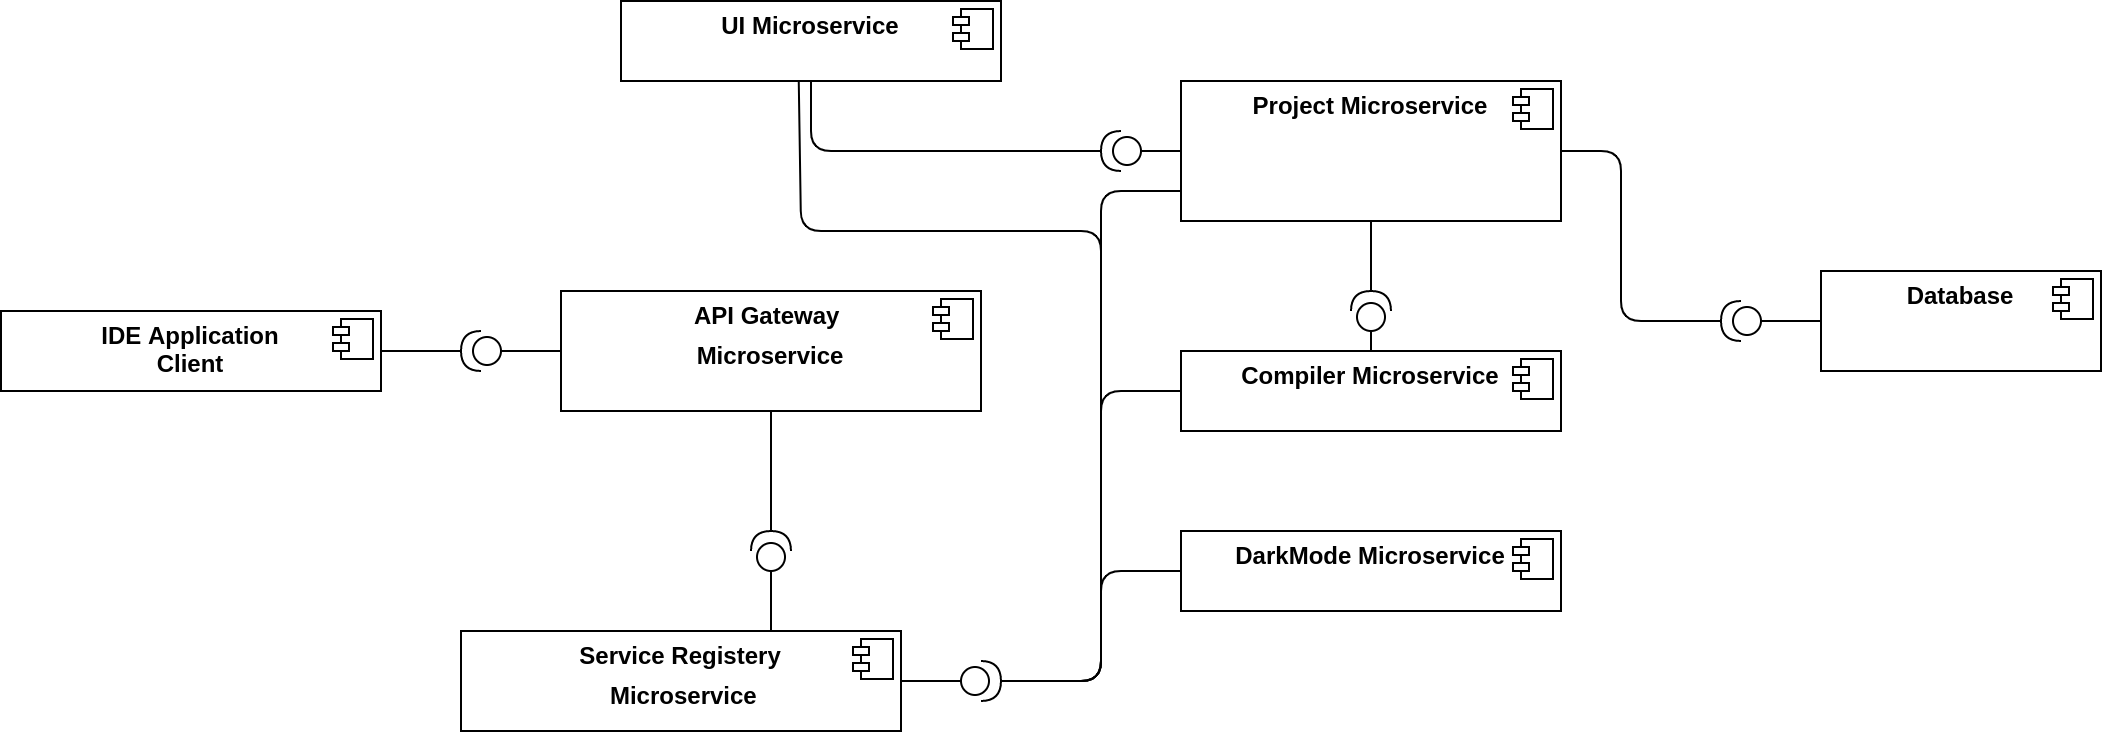 UI Microservice
Project Microservice
IDE Application
Client
API Gateway
Microservice
Database
Compiler Microservice
DarkMode Microservice
Service Registery
Microservice